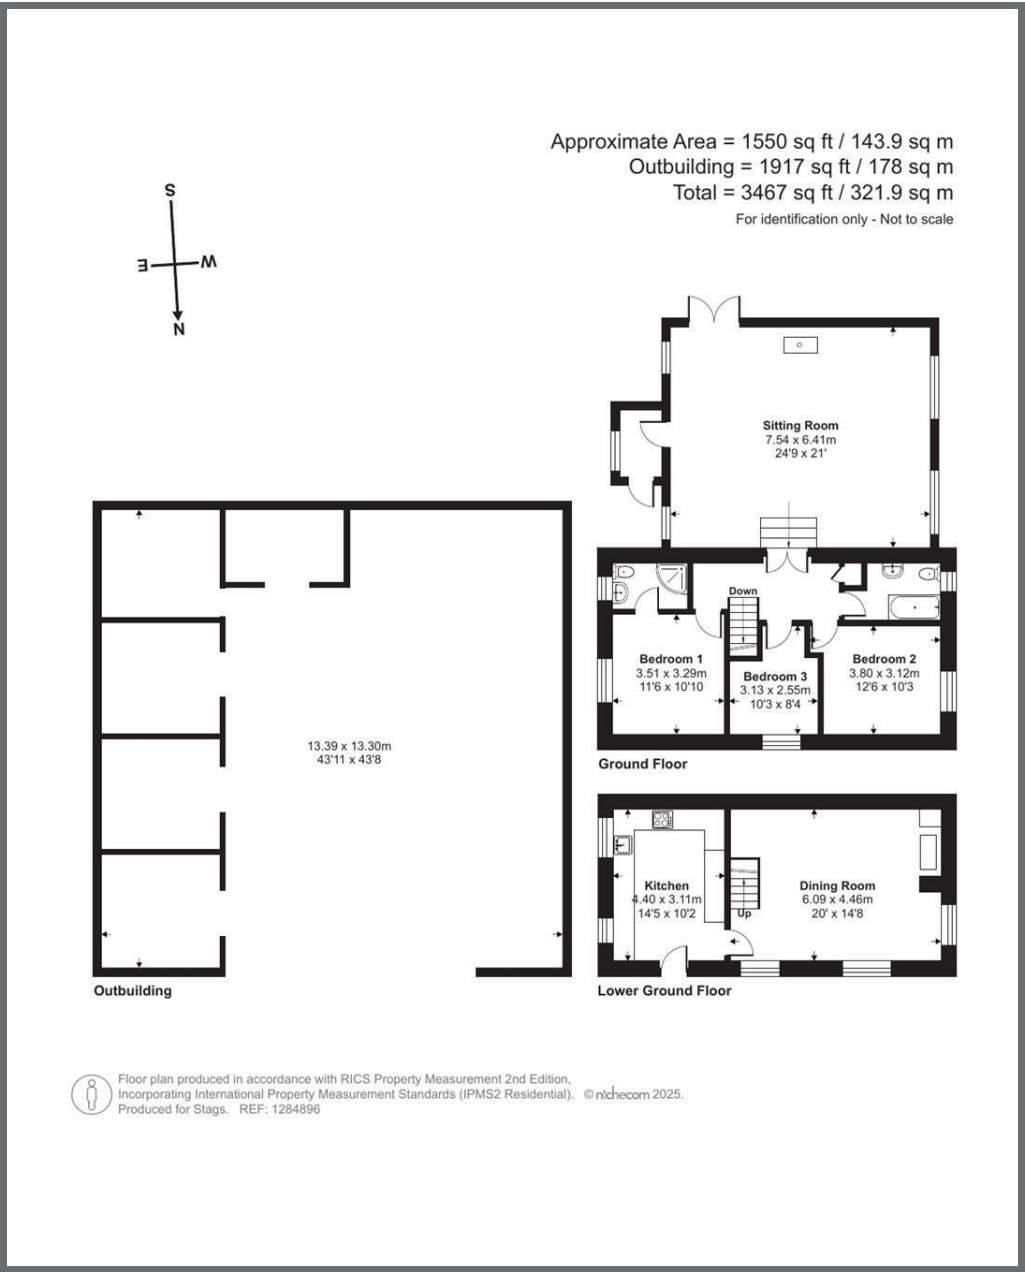 Approximate Area = 1550 sq ft / 143.9 sq m
Outbuilding = 1917 sq ft / 178 sq m
Total = 3467 sq ft / 321.9 sq m
For identification only - Not to scale
S
E W
N
Sitting Room
7.54 x 6.41m
24'9 x 21'
Down
Bedroom 1
3.51 x 3.29m
11'6 x 10'10
Bedroom 3
3.13 x 2.55m
10'3 x 8'4
Bedroom 2
3.80 x 3.12m
12'6 x 10'3
Ground Floor
13.39 x 13.30m
43'11 x 43'8
Outbuilding
Kitchen
4.40 x 3.11m
14'5 x 10'2
Up
Dining Room
6.09 x 4.46m
20' x 14'8
Lower Ground Floor
Floor plan produced in accordance with RICS Property Measurement 2nd Edition,
Incorporating International Property Measurement Standards (IPMS2 Residential). © nichecom 2025.
Produced for Stags. REF: 1284896